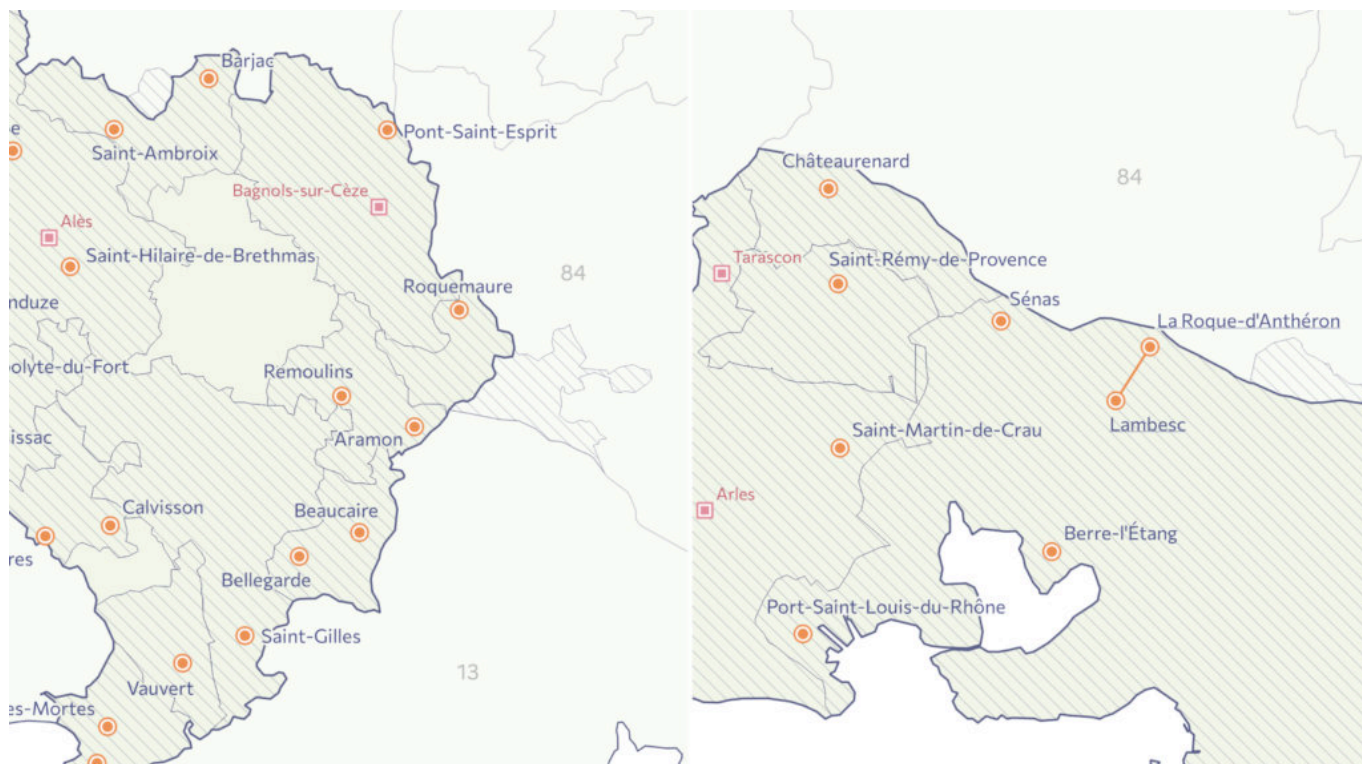 Barjac
Pont-Saint-Esprit
Saint-Ambroix
Bagnols-sur-Cèze
Alès
Saint-Hilaire-de-Brethmas
84
Roquemaure
nduze
olyte-du-Fort
Remoulins
Aramon
issac
Calvisson
Beaucaire
res
Bellegarde
Saint-Gilles
13
Vauvert
es-Mortes
Châteaurenard
84
Tarascon
Saint-Rémy-de-Provence
Sénas
La Roque-d'Anthéron
Lambesc
Saint-Martin-de-Crau
Arles
Berre-l'Étang
Port-Saint-Louis-du-Rhône